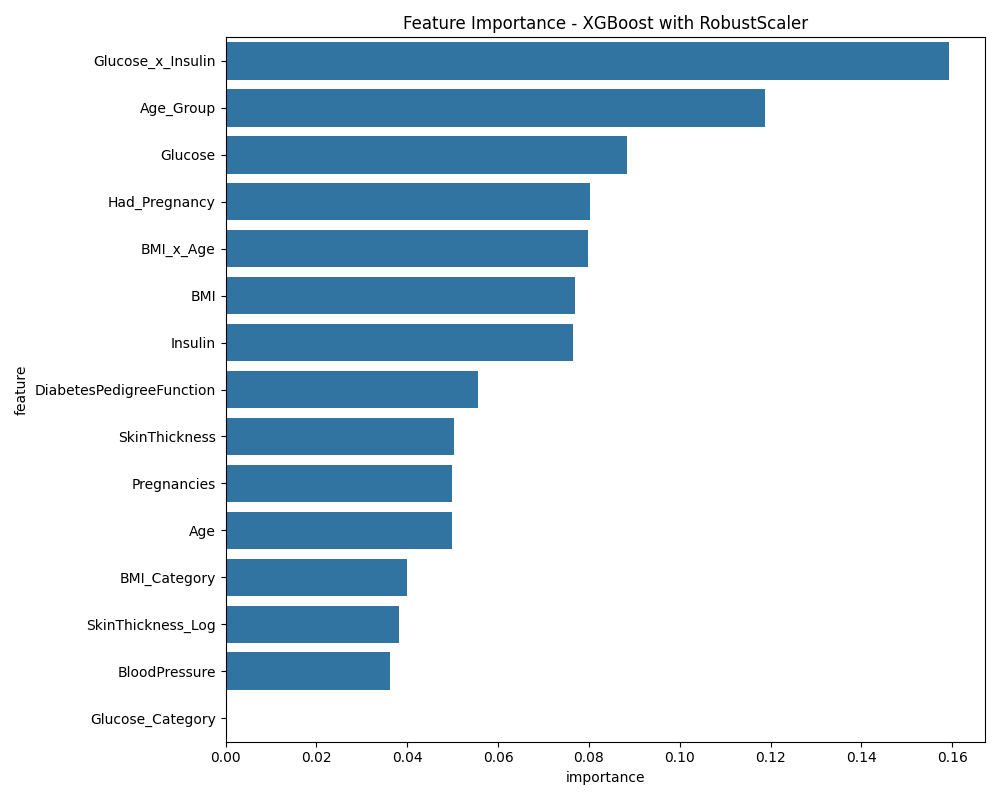 Feature Importance - XGBoost with RobustScaler
Glucose_x_Insulin
Age_Group
Glucose
Had_Pregnancy
BMI_x_Age
BMI
Insulin
DiabetesPedigreeFunction
SkinThickness
Pregnancies
Age
BMI_Category
SkinThickness_Log
BloodPressure
Glucose_Category
feature
0.00 0.02 0.04 0.06 0.08 0.10 0.12 0.14 0.16
importance